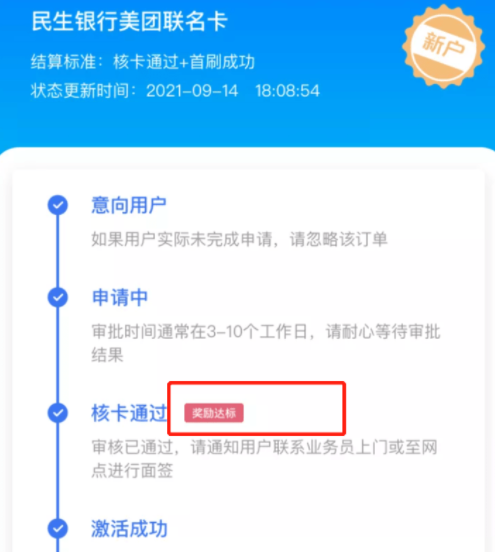 民生银行美团联名卡
新户
结算标准：核卡通过+首刷成功
状态更新时间：2021-09-14 18:08:54
意向用户
如果用户实际未完成申请，请忽略该订单
申请中
审批时间通常在3-10个工作日，请耐心等待审批
结果
核卡通过 奖励达标
审核已通过，请通知用户联系业务员上门或至网
点进行面签
激活成功